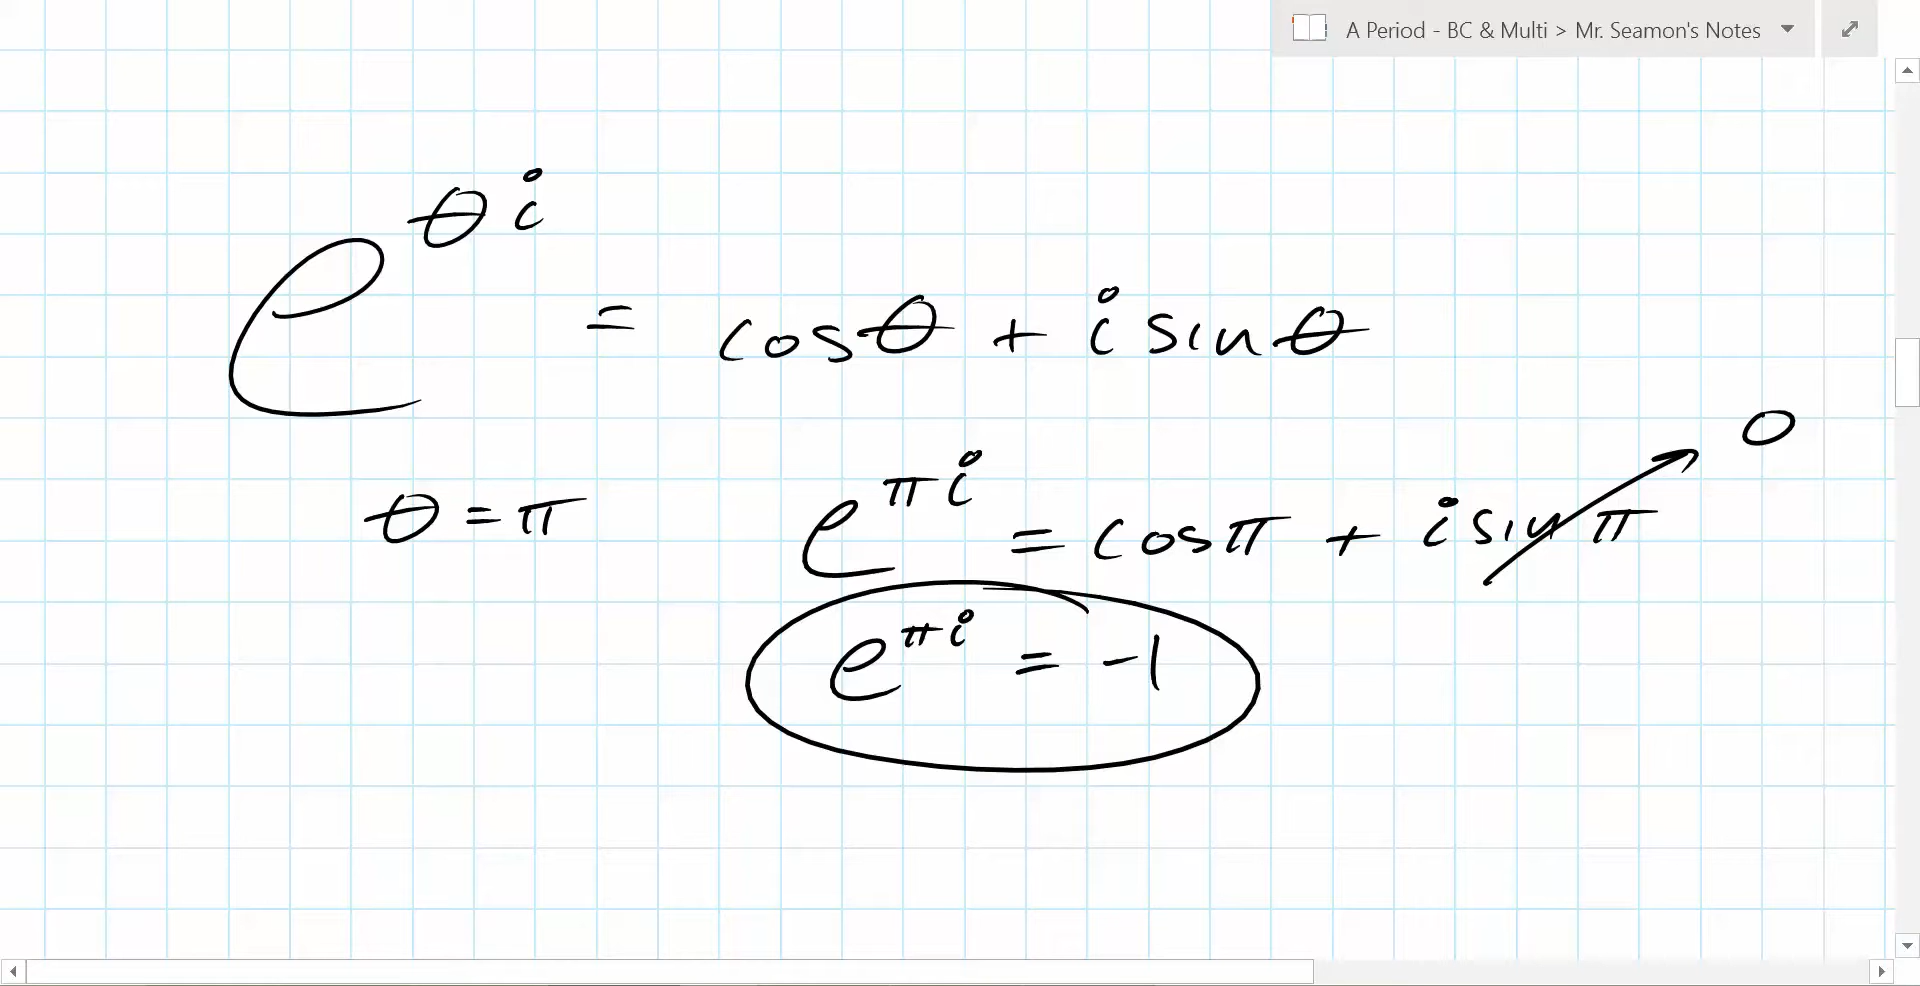 A Period - BC & Multi > Mr. Seamon's Notes
e^{θi} = cosθ + i sinθ
θ = π    e^{πi} = cosπ + i sinπ    0
e^{πi} = -1